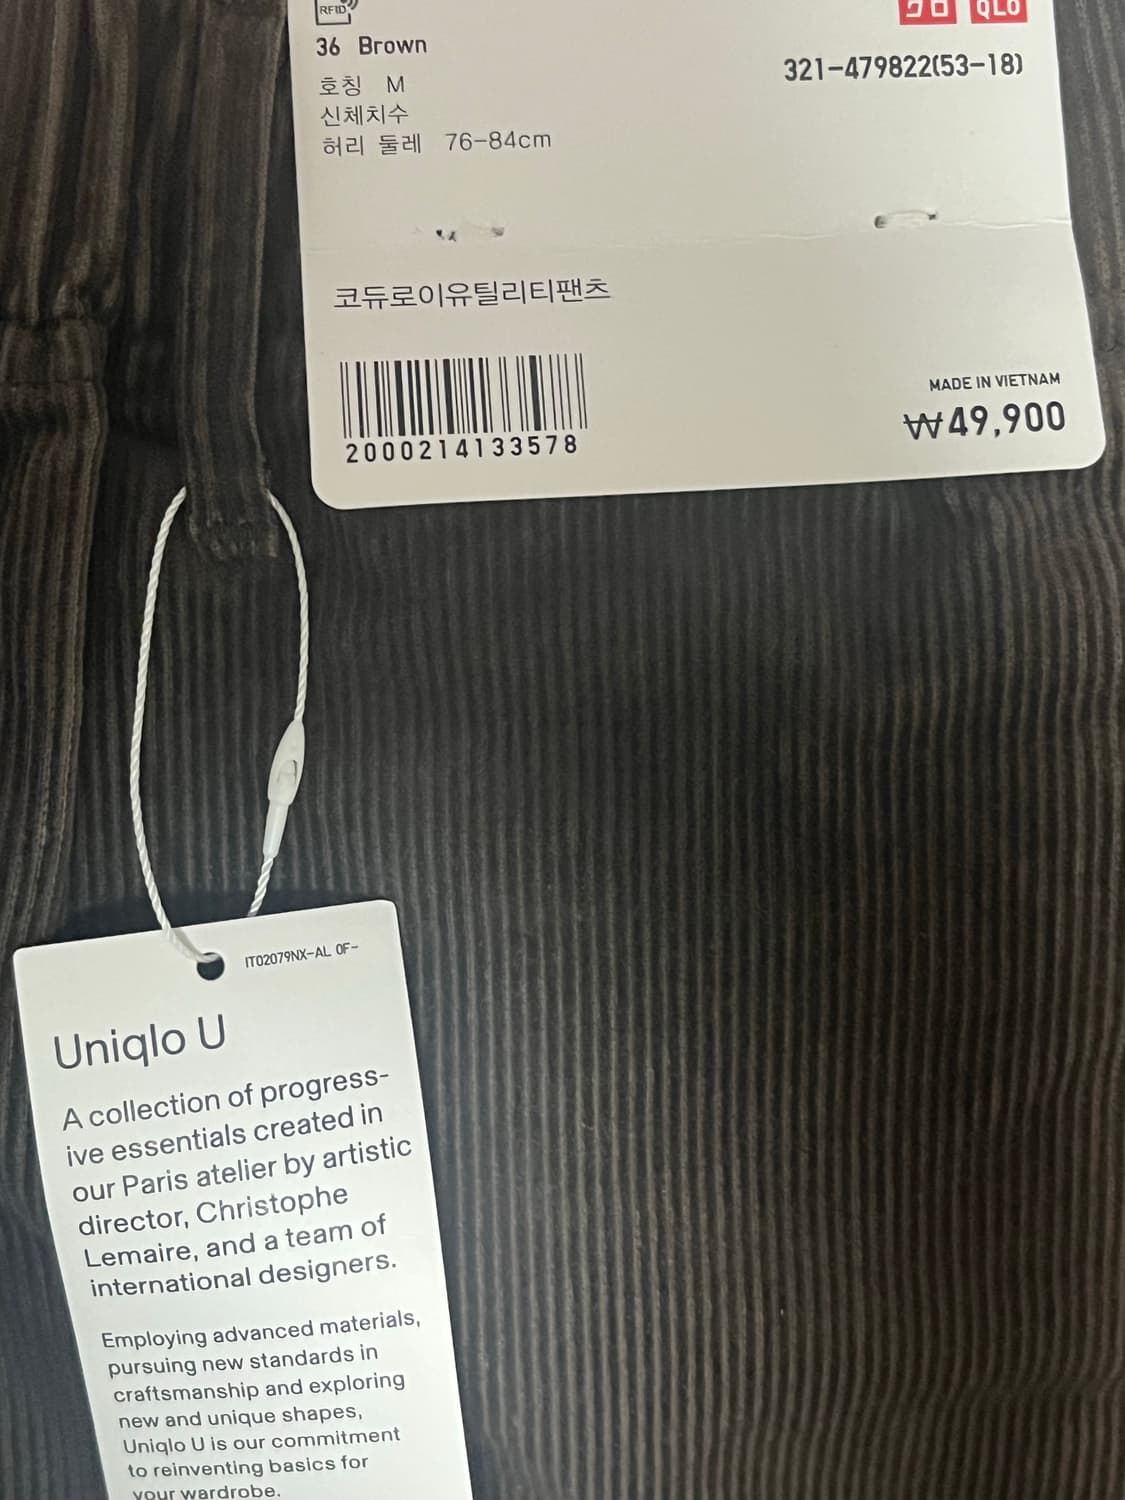 RFID
クロ
QLO
36 Brown
321-479822(53-18)
호칭 M
신체치수
허리 둘레 76-84cm
코듀로이유틸리티팬츠
MADE IN VIETNAM
₩49,900
2000214133578
IT02079NX-AL 0F-
Uniqlo U
A collection of progress-
ive essentials created in
our Paris atelier by artistic
director, Christophe
Lemaire, and a team of
international designers.
Employing advanced materials,
pursuing new standards in
craftsmanship and exploring
new and unique shapes,
Uniqlo U is our commitment
to reinventing basics for
your wardrobe.